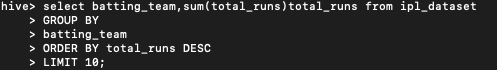 hive> select batting_team,sum(total_runs)total_runs from ipl_dataset
    > GROUP BY
    > batting_team
    > ORDER BY total_runs DESC
    > LIMIT 10;